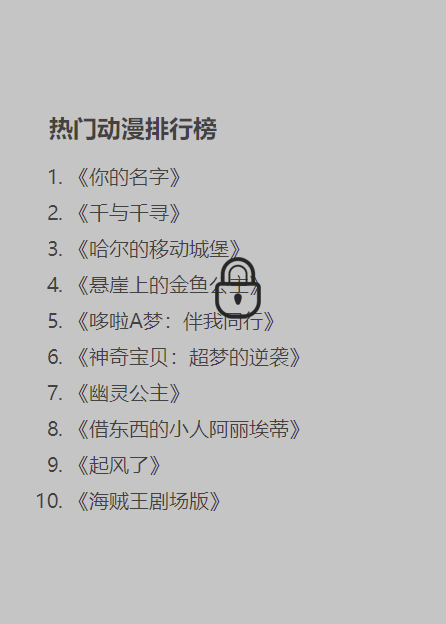 热门动漫排行榜
1. 《你的名字》
2. 《千与千寻》
3. 《哈尔的移动城堡》
4. 《悬崖上的金鱼公主》
5. 《哆啦A梦：伴我同行》
6. 《神奇宝贝：超梦的逆袭》
7. 《幽灵公主》
8. 《借东西的小人阿丽埃蒂》
9. 《起风了》
10. 《海贼王剧场版》